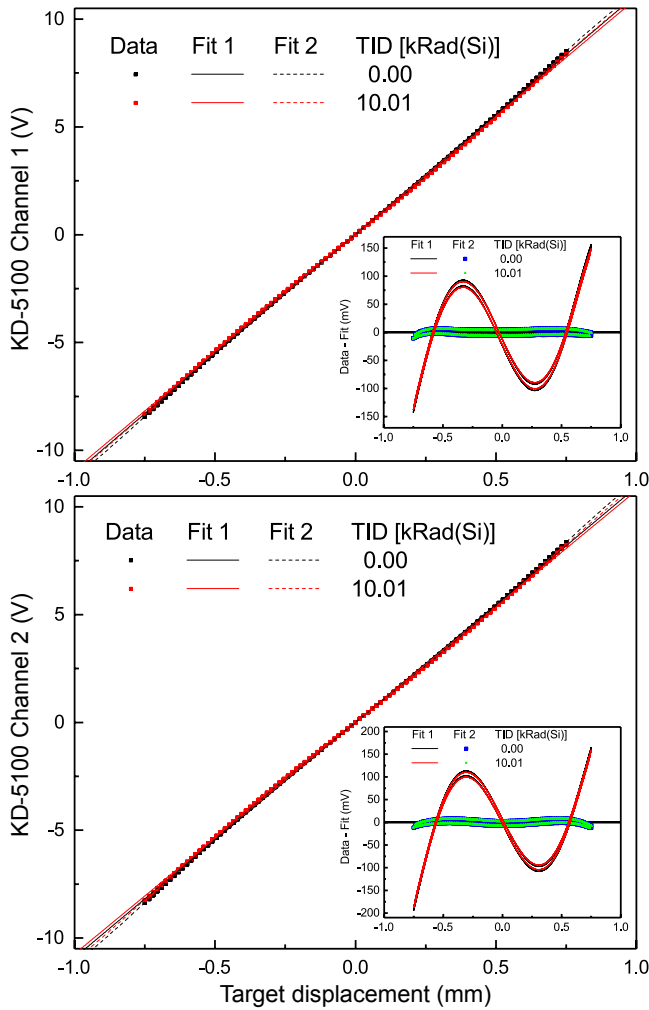 10
5
0
-5
-10
KD-5100 Channel 1 (V)
Data Fit 1 Fit 2 TID [kRad(Si)]
0.00
10.01
150
100
50
0
-50
-100
-150
Data - Fit (mV)
Fit 1 Fit 2 TID [kRad(Si)]
0.00
10.01
-1.0 -0.5 0.0 0.5 1.0
-1.0 -0.5 0.0 0.5 1.0
10
5
0
-5
-10
KD-5100 Channel 2 (V)
Data Fit 1 Fit 2 TID [kRad(Si)]
0.00
10.01
200
150
100
50
0
-50
-100
-150
-200
Data - Fit (mV)
Fit 1 Fit 2 TID [kRad(Si)]
0.00
10.01
-1.0 -0.5 0.0 0.5 1.0
-1.0 -0.5 0.0 0.5 1.0
Target displacement (mm)